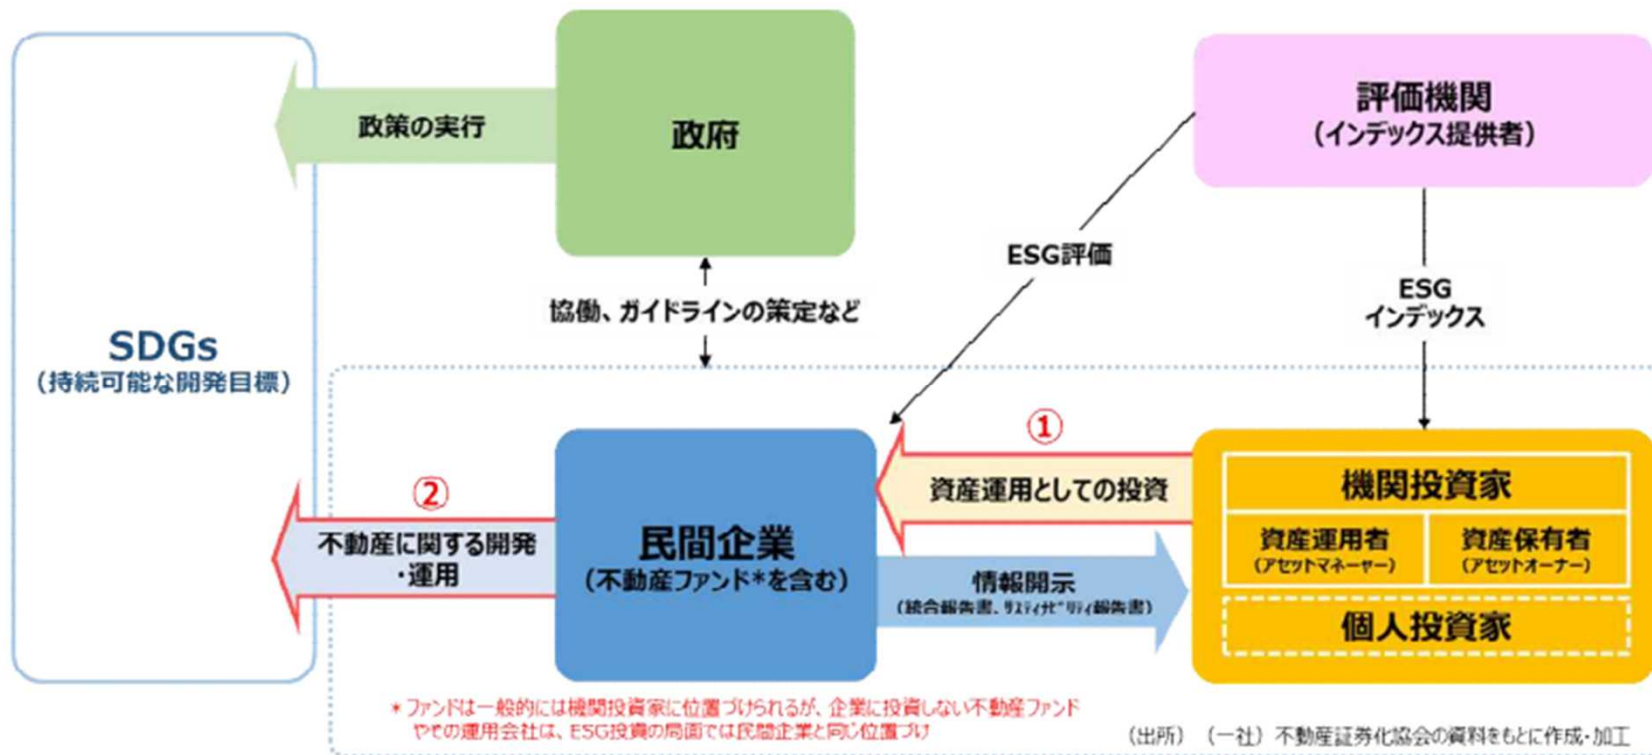 政策の実行
政府
評価機関
（インデックス提供者）
ESG評価
ESG
インデックス
協働、ガイドラインの策定など
SDGs
（持続可能な開発目標）
①
資産運用としての投資
機関投資家
資産運用者
（アセットマネーャー）
資産保有者
（アセットオーナー）
個人投資家
②
不動産に関する開発
・運用
民間企業
（不動産ファンド*を含む）
情報開示
（統合報告書、ｻｽﾃｨﾅﾋﾞﾘﾃｨ報告書）
* ファンドは一般的には機関投資家に位置づけられるが、企業に投資しない不動産ファンド
やその運用会社は、ESG投資の局面では民間企業と同じ位置づけ
（出所）（一社）不動産証券化協会の資料をもとに作成・加工